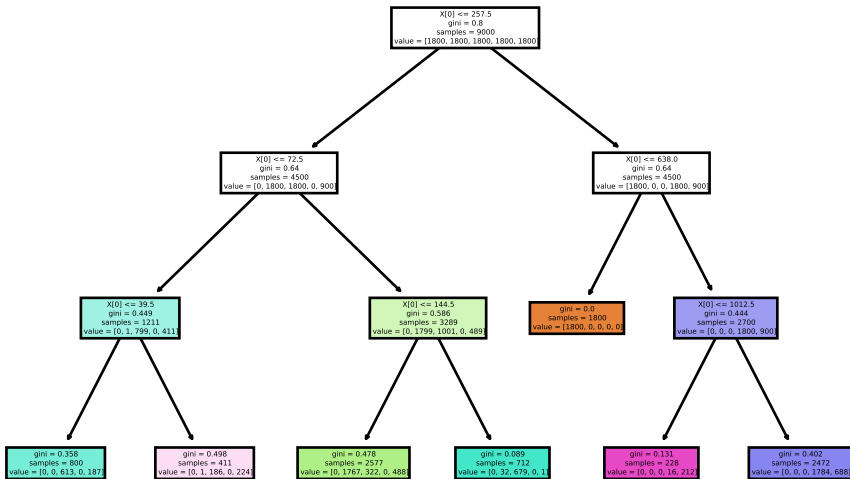 X[0] <= 257.5
gini = 0.8
samples = 9000
value = [1800, 1800, 1800, 1800, 1800]
X[0] <= 72.5
gini = 0.64
samples = 4500
value = [0, 1800, 1800, 0, 900]
X[0] <= 638.0
gini = 0.64
samples = 4500
value = [1800, 0, 0, 1800, 900]
X[0] <= 39.5
gini = 0.449
samples = 1211
value = [0, 1, 799, 0, 411]
X[0] <= 144.5
gini = 0.586
samples = 3289
value = [0, 1799, 1001, 0, 489]
gini = 0.0
samples = 1800
value = [1800, 0, 0, 0, 0]
X[0] <= 1012.5
gini = 0.444
samples = 2700
value = [0, 0, 0, 1800, 900]
gini = 0.358
samples = 800
value = [0, 0, 613, 0, 187]
gini = 0.498
samples = 411
value = [0, 1, 186, 0, 224]
gini = 0.478
samples = 2577
value = [0, 1767, 322, 0, 488]
gini = 0.089
samples = 712
value = [0, 32, 679, 0, 1]
gini = 0.131
samples = 228
value = [0, 0, 0, 16, 212]
gini = 0.402
samples = 2472
value = [0, 0, 0, 1784, 688]